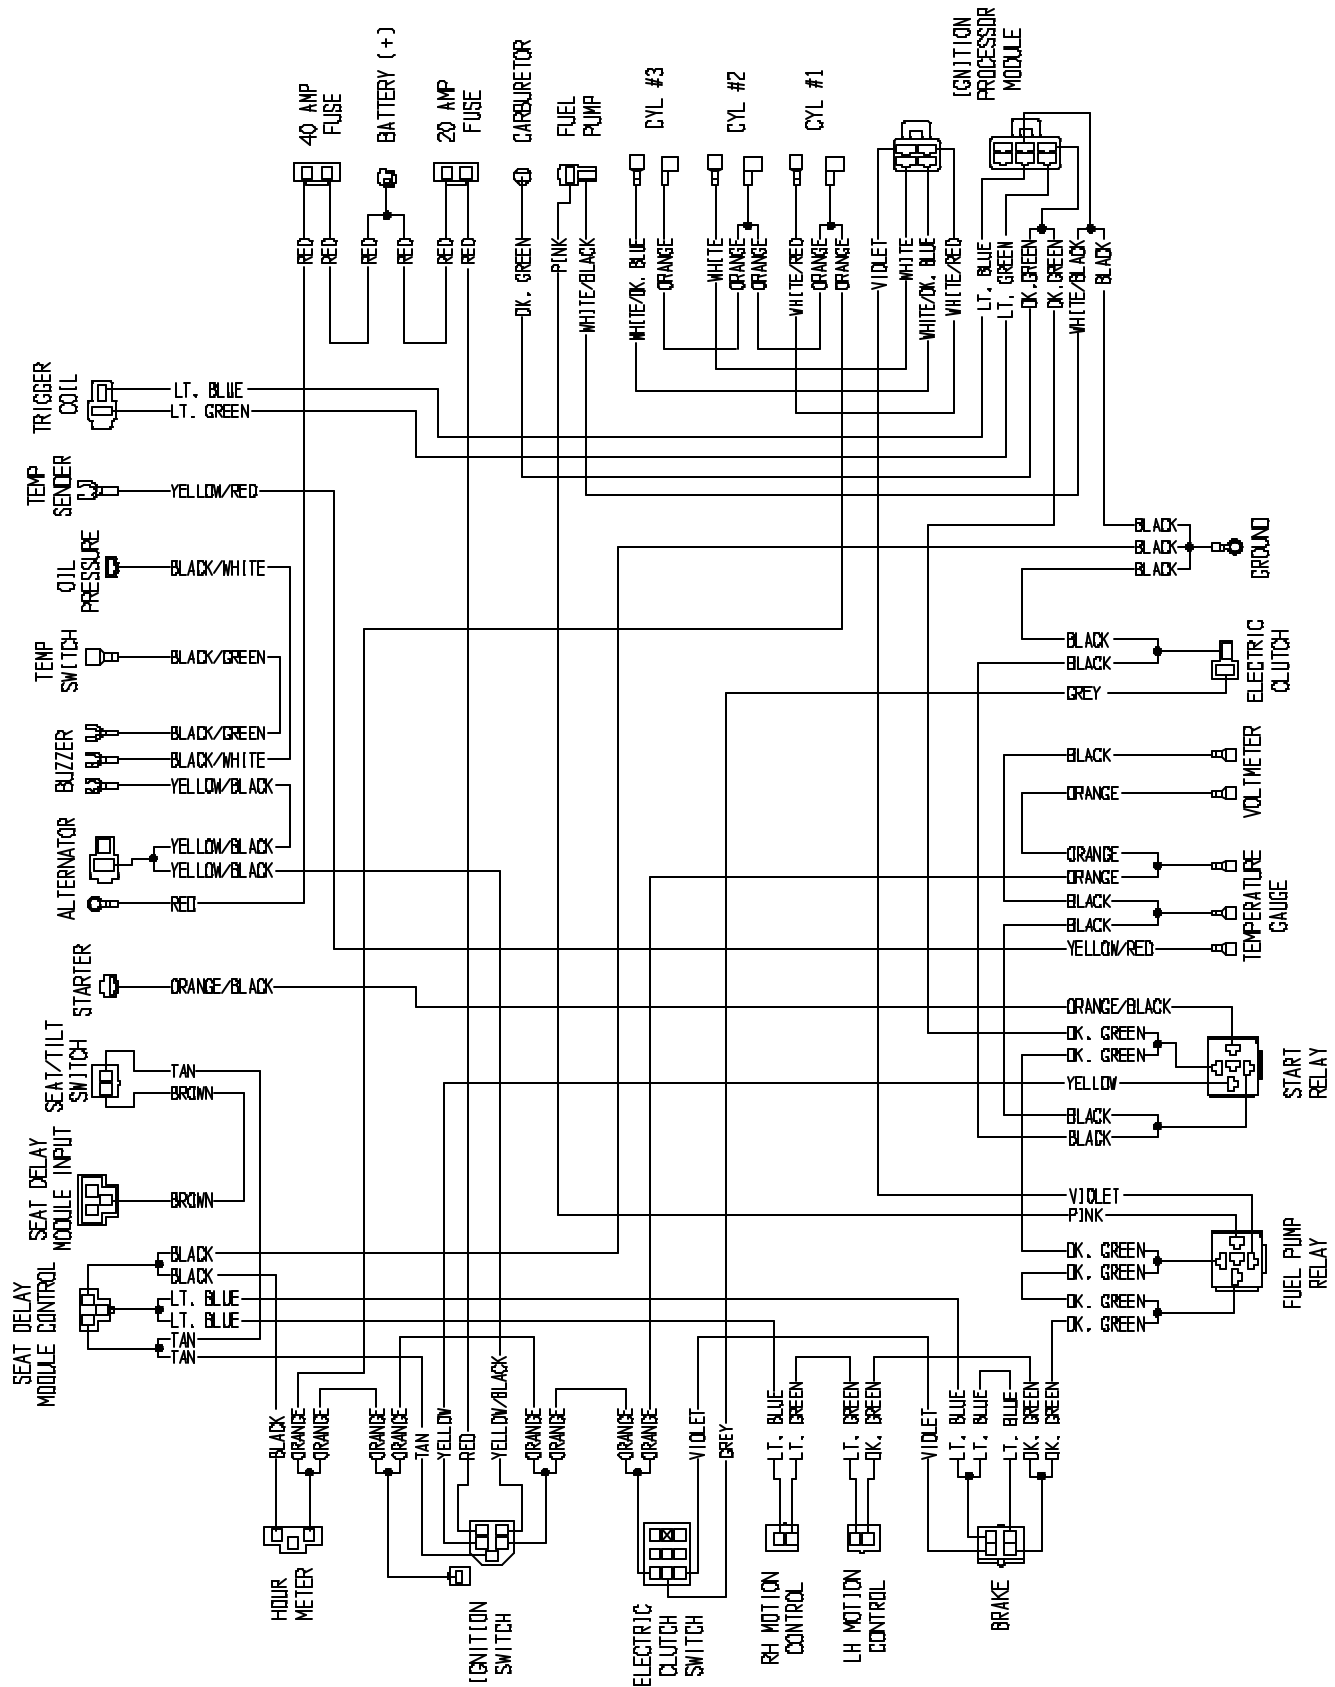 40 AMP
FUSE
BATTERY (+)
20 AMP
FUSE
CARBURETOR
FUEL
PUMP
CYL #3
CYL #2
CYL #1
IGNITION
PROCESSOR
MODULE
RED
RED
RED
RED
RED
RED
DK. GREEN
PINK
WHITE/BLACK
WHITE/DK. BLUE
ORANGE
WHITE
ORANGE
ORANGE
WHITE/RED
ORANGE
ORANGE
VIOLET
WHITE
WHITE/DK. BLUE
WHITE/RED
LT. BLUE
LT. GREEN
DK.GREEN
DK.GREEN
WHITE/BLACK
BLACK
TRIGGER
COIL
LT. BLUE
LT. GREEN
TEMP
SENDER
YELLOW/RED
OIL
PRESSURE
BLACK/WHITE
TEMP
SWITCH
BLACK/GREEN
BUZZER
BLACK/GREEN
BLACK/WHITE
YELLOW/BLACK
ALTERNATOR
YELLOW/BLACK
YELLOW/BLACK
RED
STARTER
ORANGE/BLACK
SEAT/TILT
SWITCH
TAN
BROWN
SEAT DELAY
MODULE INPUT
BROWN
SEAT DELAY
MODULE CONTROL
BLACK
BLACK
LT. BLUE
LT. BLUE
TAN
TAN
BLACK
BLACK
BLACK
GROUND
BLACK
BLACK
GREY
ELECTRIC
CLUTCH
BLACK
ORANGE
VOLTMETER
ORANGE
ORANGE
BLACK
BLACK
YELLOW/RED
TEMPERATURE
GAUGE
ORANGE/BLACK
DK. GREEN
DK. GREEN
YELLOW
BLACK
BLACK
START
RELAY
VIOLET
PINK
DK. GREEN
DK. GREEN
DK. GREEN
DK. GREEN
FUEL PUMP
RELAY
BLACK
ORANGE
ORANGE
ORANGE
ORANGE
TAN
YELLOW
RED
YELLOW/BLACK
ORANGE
ORANGE
ORANGE
ORANGE
VIOLET
GREY
LT. BLUE
LT. GREEN
LT. GREEN
DK. GREEN
VIOLET
LT. BLUE
LT. BLUE
LT. BLUE
DK. GREEN
DK. GREEN
HOUR
METER
IGNITION
SWITCH
ELECTRIC
CLUTCH
SWITCH
RH MOTION
CONTROL
LH MOTION
CONTROL
BRAKE